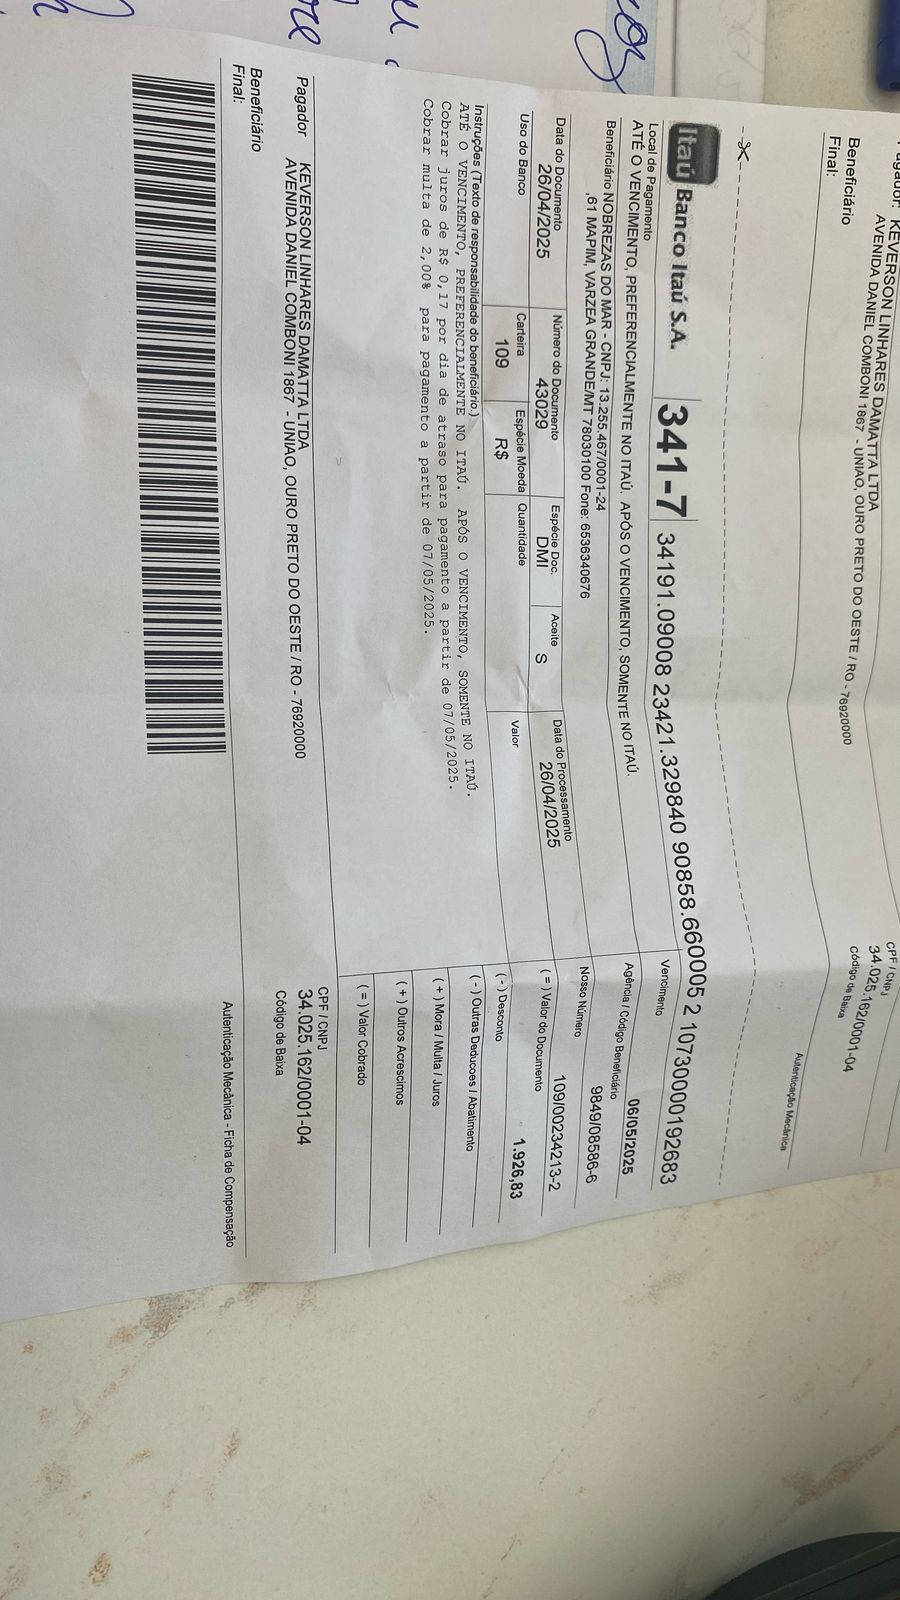 Pagador: KEVERSON LINHARES DAMATTA LTDA
AVENIDA DANIEL COMBONI 1867 - UNIAO, OURO PRETO DO OESTE / RO - 76920000
CPF / CNPJ
34.025.162/0001-04
Beneficiário
Final:
Código de Baixa
Autenticação Mecânica
Itaú Banco Itaú S.A. 341-7 34191.09008 23421.329840 90858.660005 2 10730000192683
Local de Pagamento
ATÉ O VENCIMENTO, PREFERENCIALMENTE NO ITAÚ. APÓS O VENCIMENTO, SOMENTE NO ITAÚ.
Vencimento
06/05/2025
Beneficiário NOBREZAS DO MAR - CNPJ: 13.255.467/0001-24
,61 MAPIM, VARZEA GRANDE/MT 78030100 Fone: 6536340676
Agência / Código Beneficiário
9849/08586-6
Data do Documento Número do Documento Espécie Doc. Aceite Data do Processamento Nosso Número
26/04/2025 43029 DMI S 26/04/2025 109/00234213-2
Uso do Banco Carteira Espécie Moeda Quantidade Valor (=) Valor do Documento
109 R$ 1.926,83
Instruções (Texto de responsabilidade do beneficiário.)
ATÉ O VENCIMENTO, PREFERENCIALMENTE NO ITAÚ. APÓS O VENCIMENTO, SOMENTE NO ITAÚ.
Cobrar juros de R$ 0,17 por dia de atraso para pagamento a partir de 07/05/2025.
Cobrar multa de 2,00% para pagamento a partir de 07/05/2025.
(-) Desconto
(-) Outras Deducoes / Abatimento
(+) Mora / Multa / Juros
(+) Outros Acrescimos
(=) Valor Cobrado
Pagador KEVERSON LINHARES DAMATTA LTDA
AVENIDA DANIEL COMBONI 1867 - UNIAO, OURO PRETO DO OESTE / RO - 76920000
CPF / CNPJ
34.025.162/0001-04
Beneficiário
Final:
Código de Baixa
Autenticação Mecânica - Ficha de Compensação